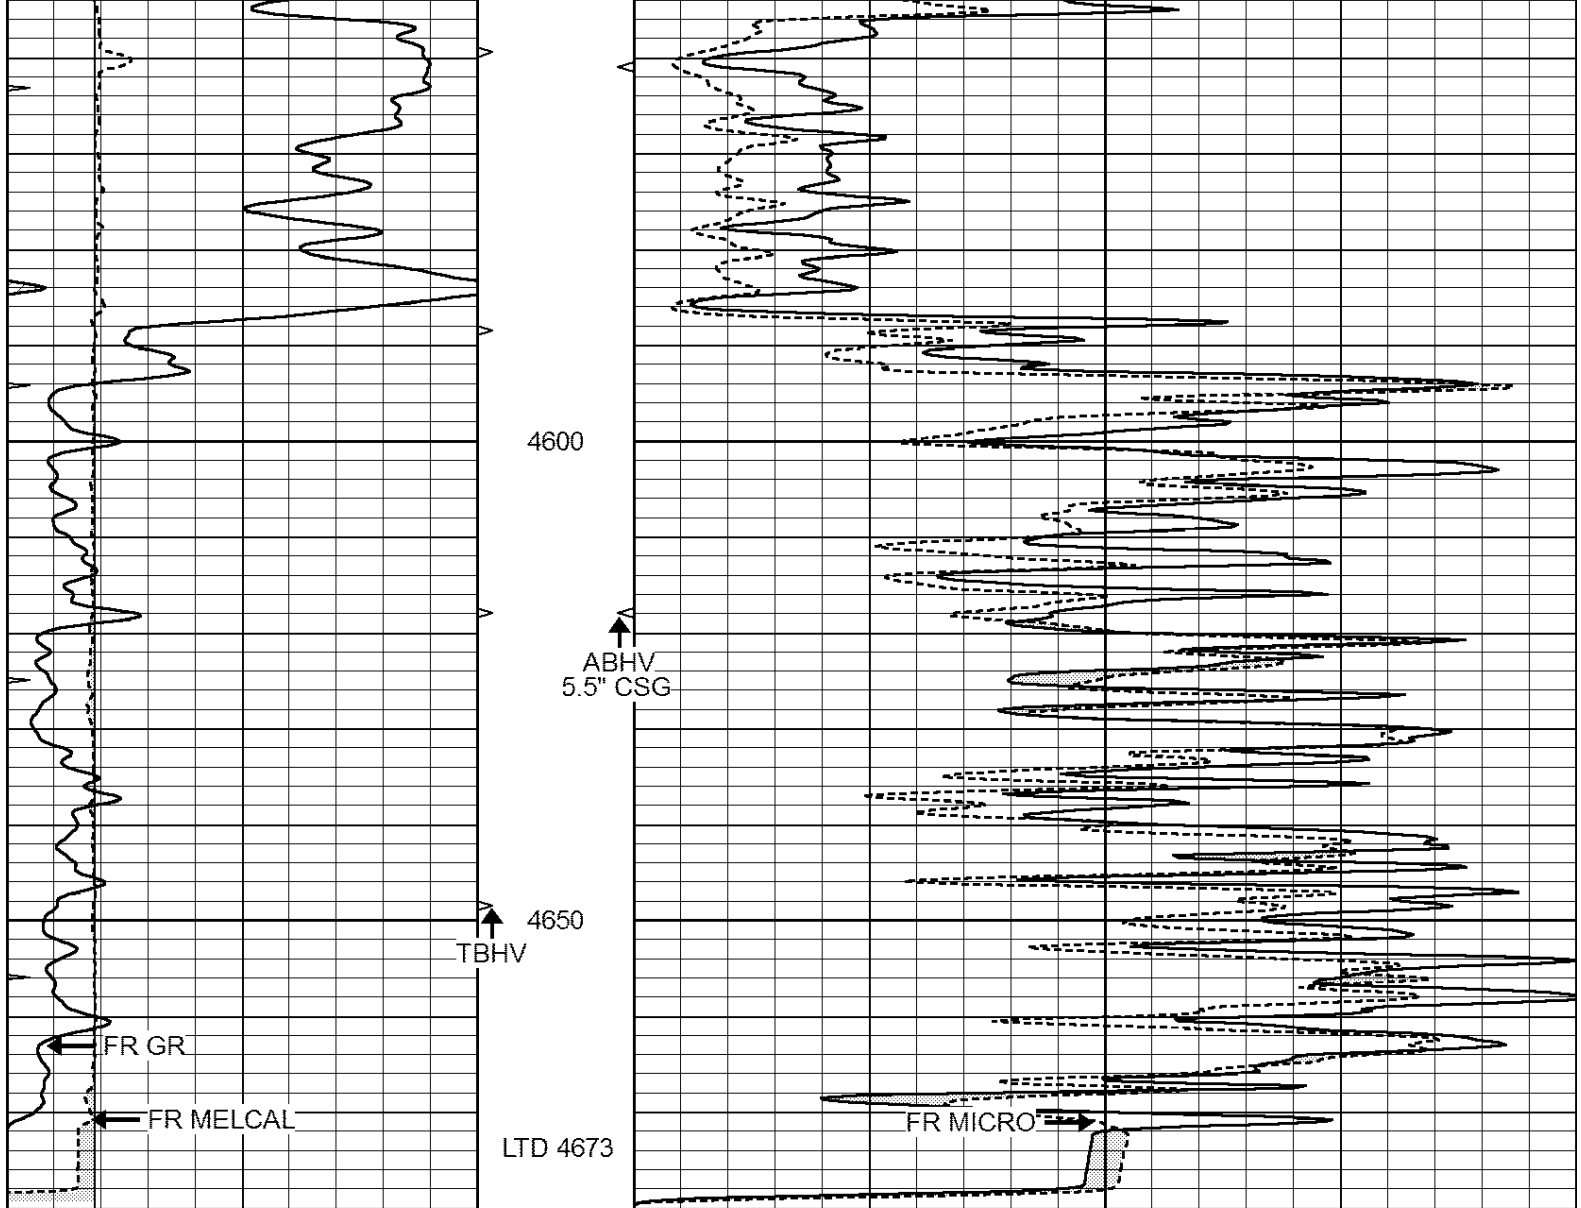 4600
ABHV
5.5" CSG
4650
TBHV
FR GR
FR MELCAL
FR MICRO
LTD 4673